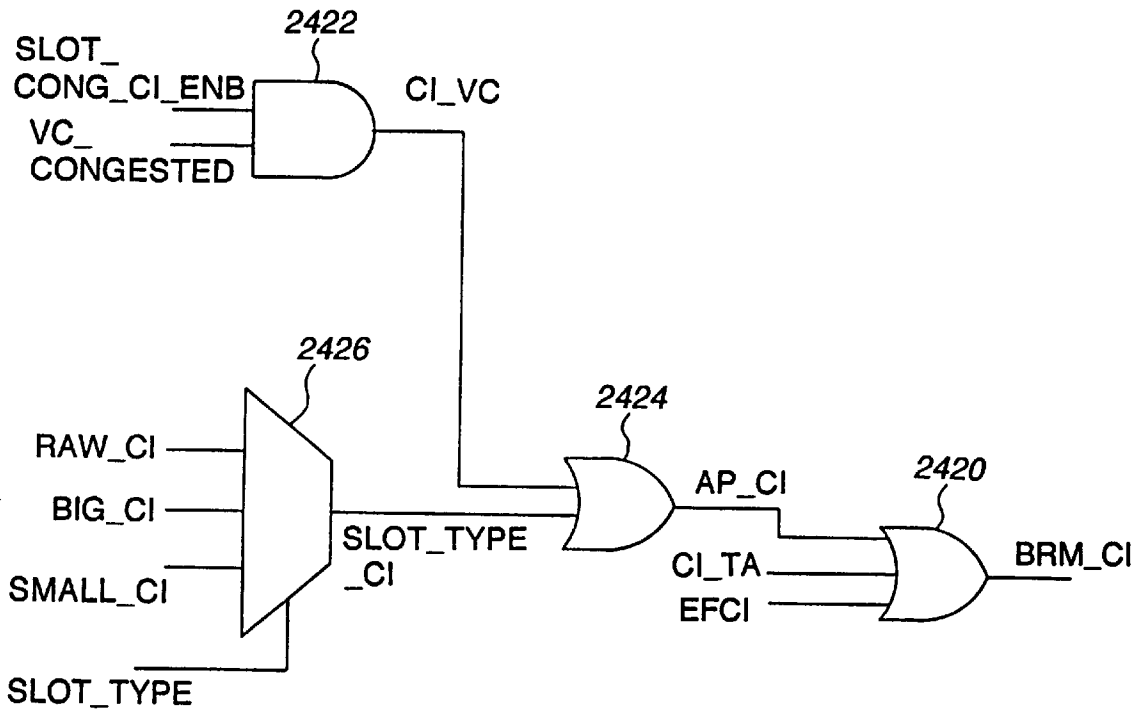 2422
SLOT_
CONG_CI_ENB
CI_VC
VC_
CONGESTED
2426
2424
RAW_CI
2420
AP_CI
BIG_CI
SLOT_TYPE
_CI
BRM_CI
CI_TA
SMALL_CI
EFCI
SLOT_TYPE